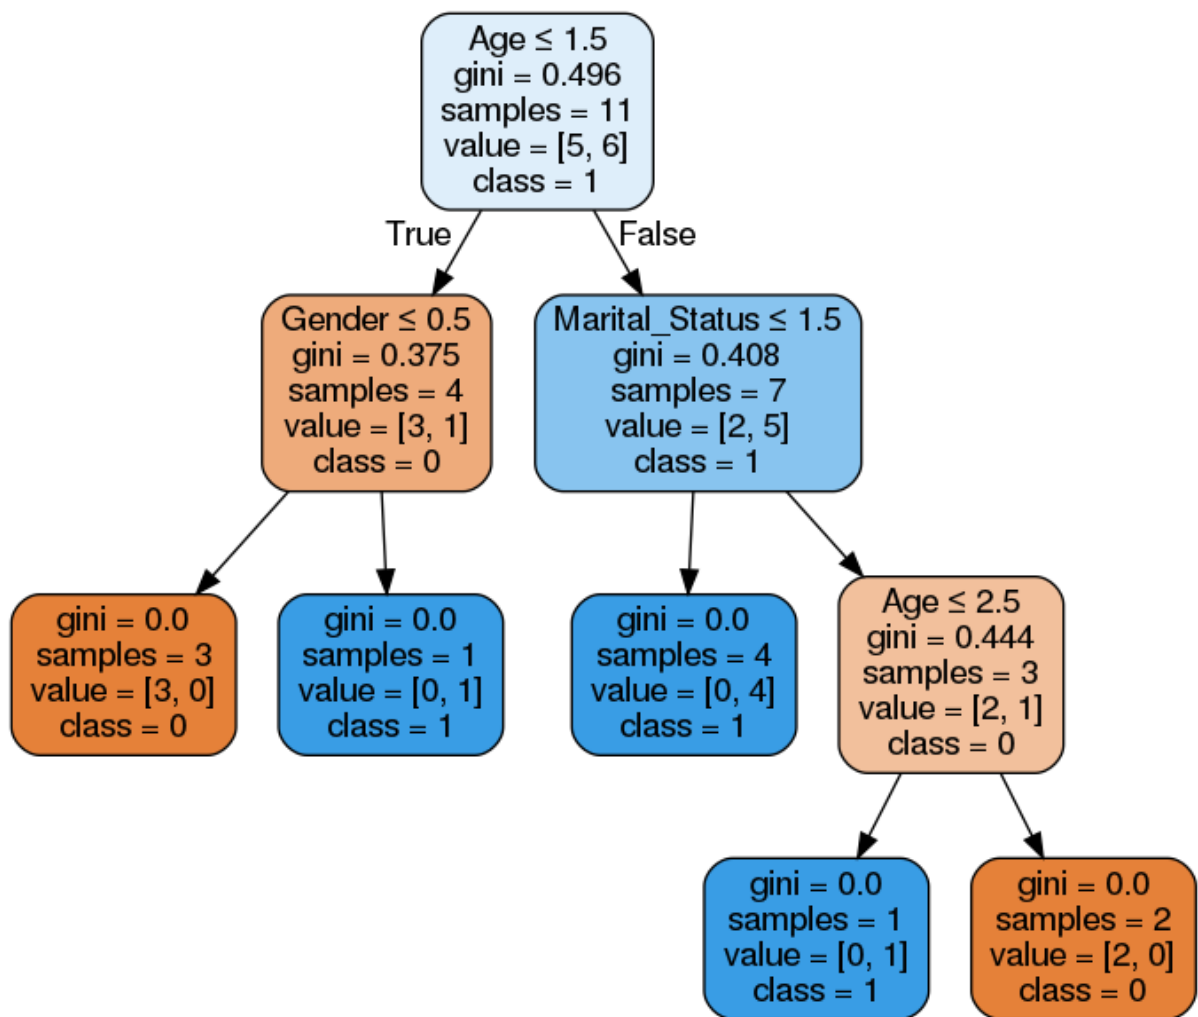 Age ≤ 1.5
gini = 0.496
samples = 11
value = [5, 6]
class = 1
True
False
Gender ≤ 0.5
gini = 0.375
samples = 4
value = [3, 1]
class = 0
Marital_Status ≤ 1.5
gini = 0.408
samples = 7
value = [2, 5]
class = 1
gini = 0.0
samples = 3
value = [3, 0]
class = 0
gini = 0.0
samples = 1
value = [0, 1]
class = 1
gini = 0.0
samples = 4
value = [0, 4]
class = 1
Age ≤ 2.5
gini = 0.444
samples = 3
value = [2, 1]
class = 0
gini = 0.0
samples = 1
value = [0, 1]
class = 1
gini = 0.0
samples = 2
value = [2, 0]
class = 0